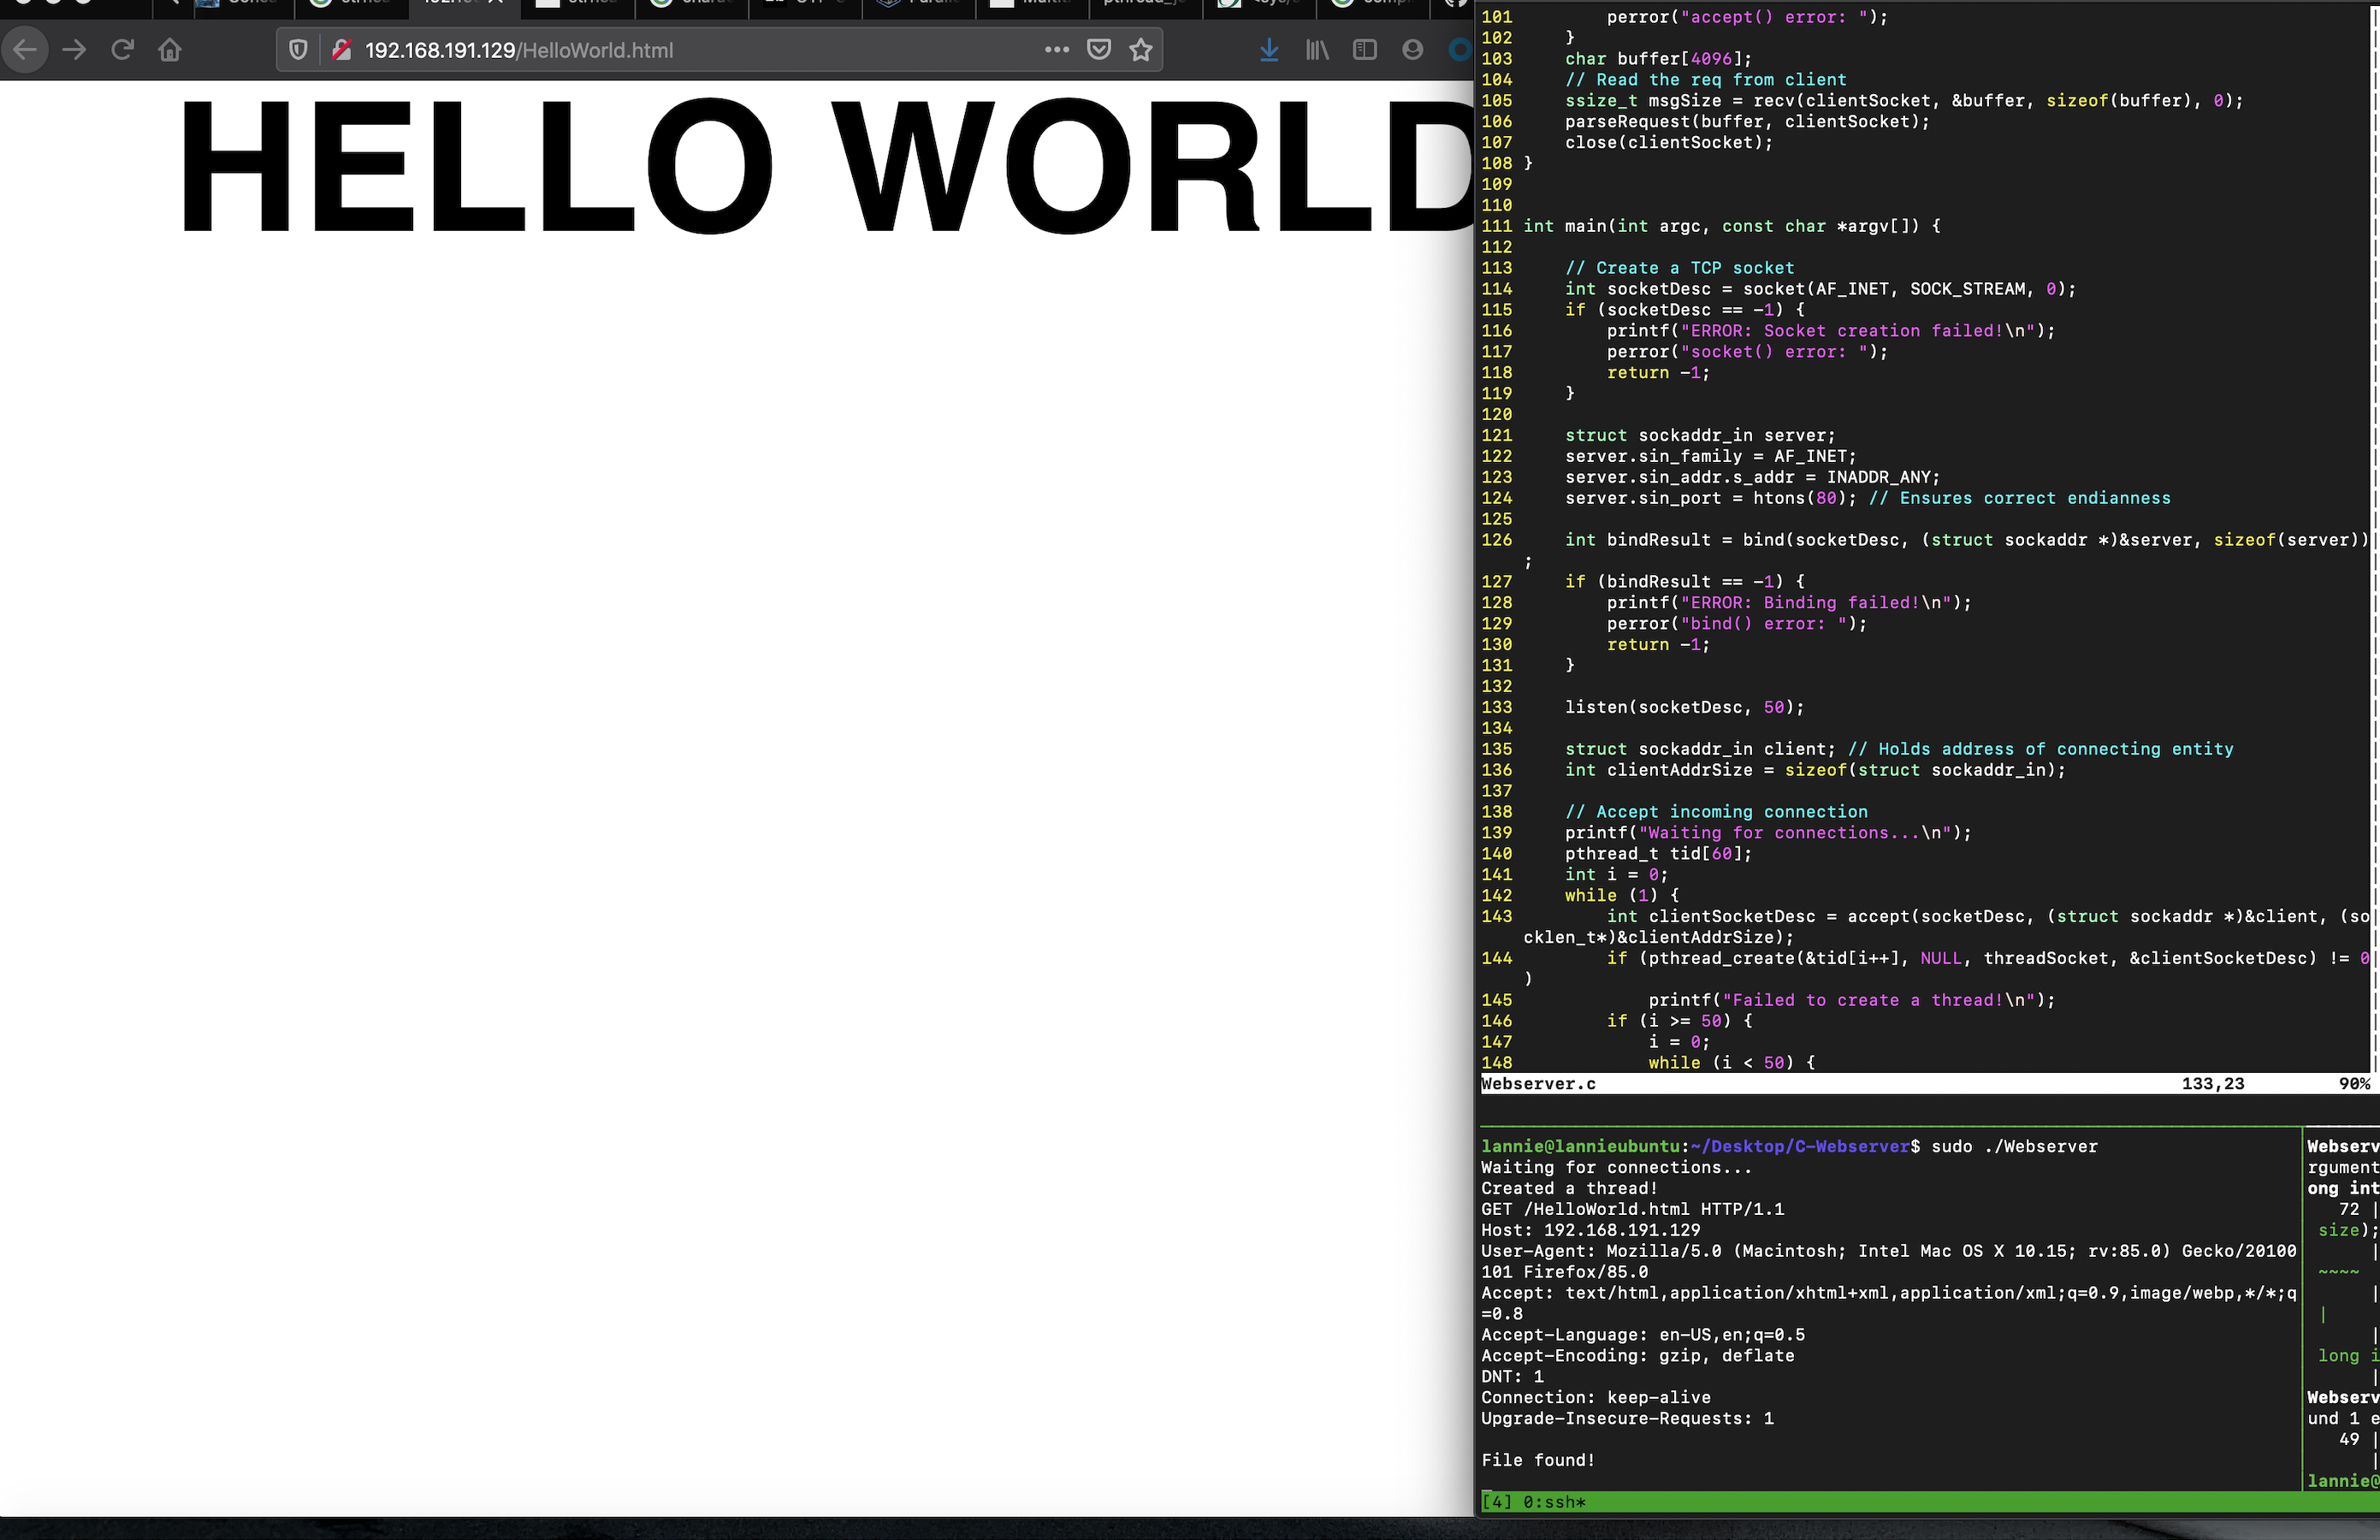 192.168.191.129/HelloWorld.html
HELLO WORLD
101 perror("accept() error: ");
102 }
103 char buffer[4096];
104 // Read the req from client
105 ssize_t msgSize = recv(clientSocket, &buffer, sizeof(buffer), 0);
106 parseRequest(buffer, clientSocket);
107 close(clientSocket);
108 }
109
110
111 int main(int argc, const char *argv[]) {
112
113 // Create a TCP socket
114 int socketDesc = socket(AF_INET, SOCK_STREAM, 0);
115 if (socketDesc == -1) {
116 printf("ERROR: Socket creation failed!\n");
117 perror("socket() error: ");
118 return -1;
119 }
120
121 struct sockaddr_in server;
122 server.sin_family = AF_INET;
123 server.sin_addr.s_addr = INADDR_ANY;
124 server.sin_port = htons(80); // Ensures correct endianness
125
126 int bindResult = bind(socketDesc, (struct sockaddr *)&server, sizeof(server))
;
127 if (bindResult == -1) {
128 printf("ERROR: Binding failed!\n");
129 perror("bind() error: ");
130 return -1;
131 }
132
133 listen(socketDesc, 50);
134
135 struct sockaddr_in client; // Holds address of connecting entity
136 int clientAddrSize = sizeof(struct sockaddr_in);
137
138 // Accept incoming connection
139 printf("Waiting for connections...\n");
140 pthread_t tid[60];
141 int i = 0;
142 while (1) {
143 int clientSocketDesc = accept(socketDesc, (struct sockaddr *)&client, (so
cklen_t*)&clientAddrSize);
144 if (pthread_create(&tid[i++], NULL, threadSocket, &clientSocketDesc) != 0
)
145 printf("Failed to create a thread!\n");
146 if (i >= 50) {
147 i = 0;
148 while (i < 50) {
Webserver.c 133,23 90%
lannie@lannieubuntu:~/Desktop/C-Webserver$ sudo ./Webserver
Waiting for connections...
Created a thread!
GET /HelloWorld.html HTTP/1.1
Host: 192.168.191.129
User-Agent: Mozilla/5.0 (Macintosh; Intel Mac OS X 10.15; rv:85.0) Gecko/20100
101 Firefox/85.0
Accept: text/html,application/xhtml+xml,application/xml;q=0.9,image/webp,*/*;q
=0.8
Accept-Language: en-US,en;q=0.5
Accept-Encoding: gzip, deflate
DNT: 1
Connection: keep-alive
Upgrade-Insecure-Requests: 1
File found!
Webserv
rgument
ong int
72 |
size);
|
~~~~
|
|
|
long i
|
Webserv
und 1 e
49 |
|
lannie@
[4] 0:ssh*